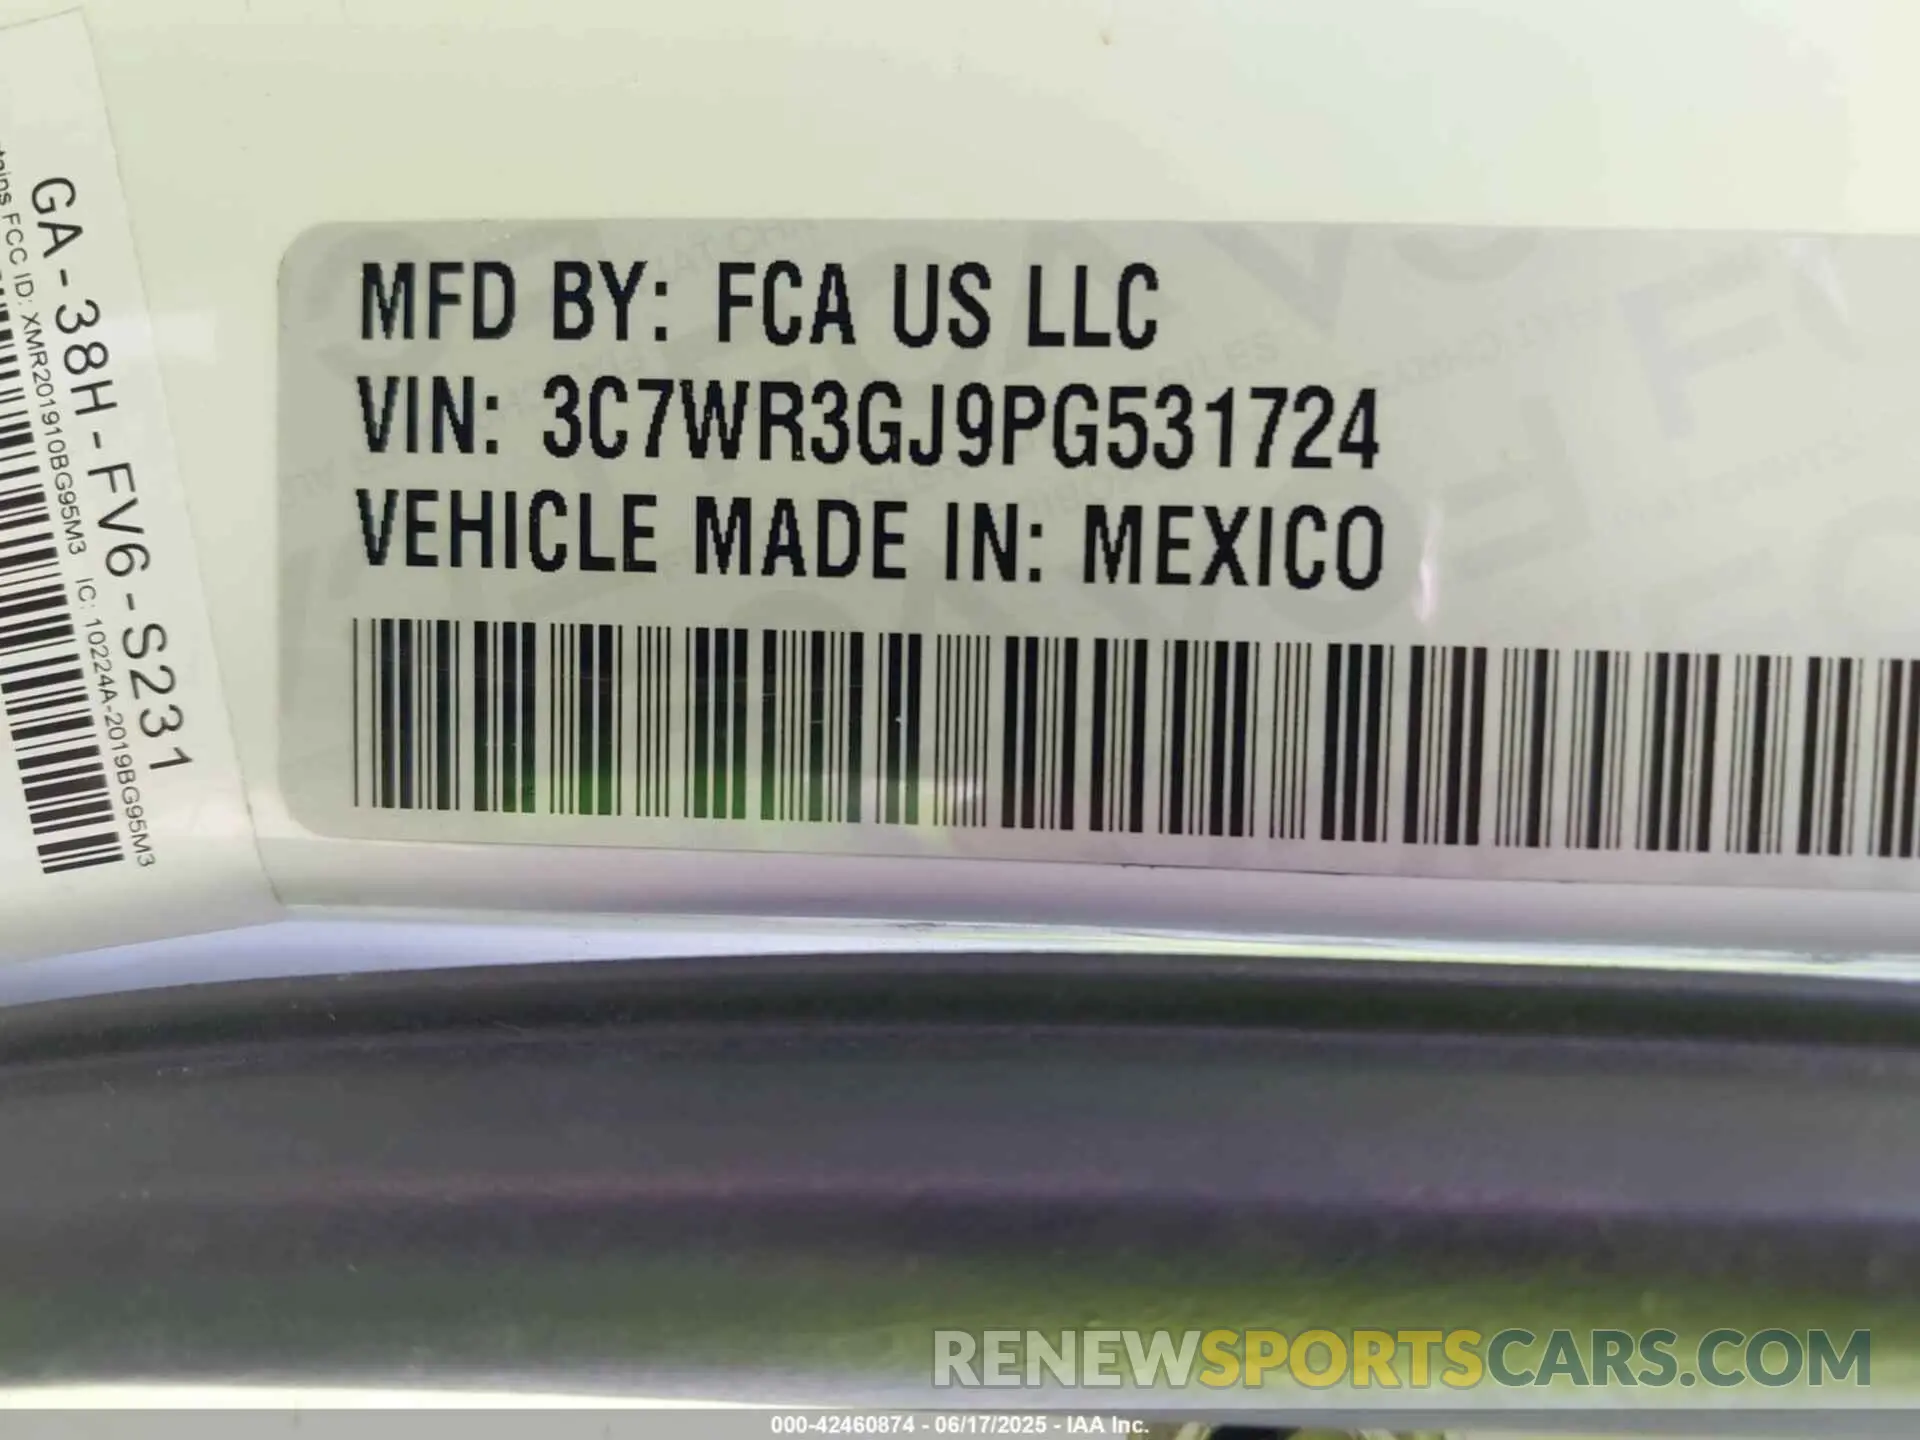 MFD BY: FCA US LLC
VIN: 3C7WR3GJ9PG531724
VEHICLE MADE IN: MEXICO
GA-38H-FV6-S231
FCC ID: XMR201910BG95M3 IC: 10224A-2019BG95M3
RENEWSPORTSCARS.COM
000-42460874 - 06/17/2025 - IAA Inc.